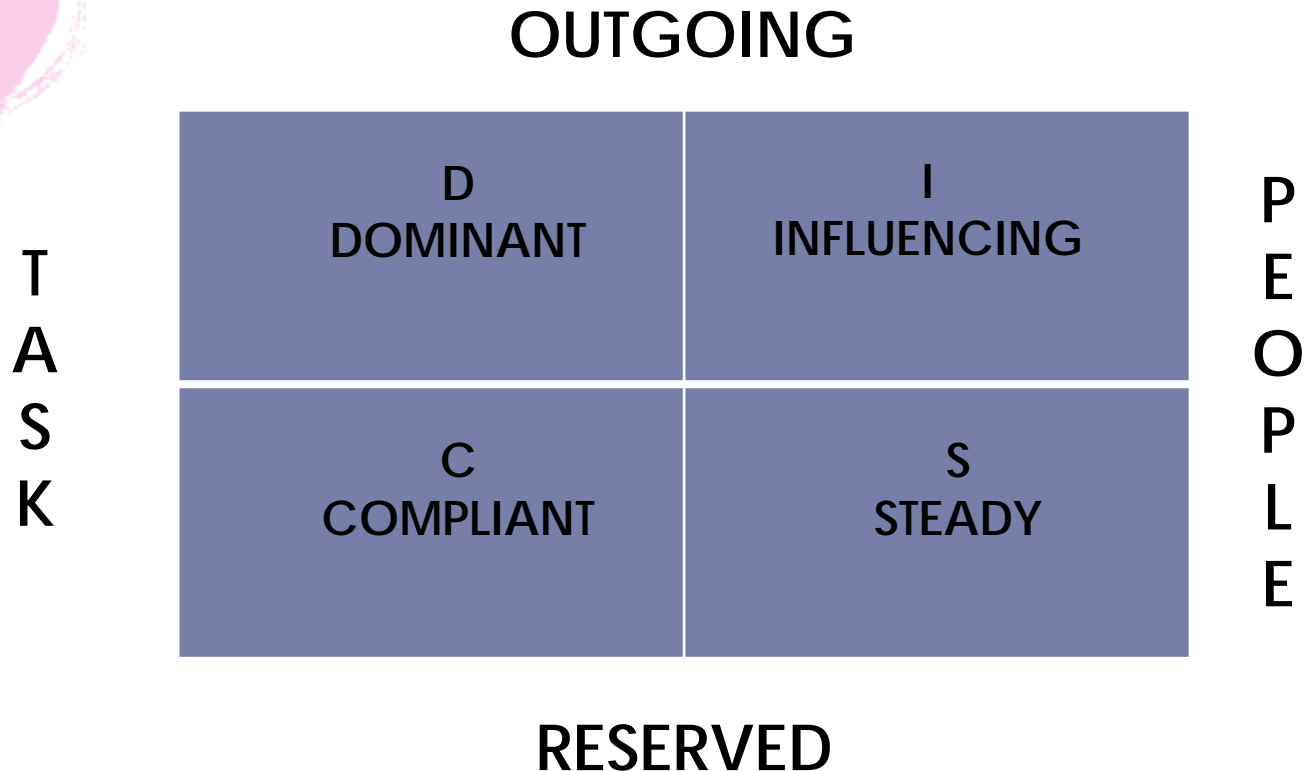 OUTGOING
D
DOMINANT
I
INFLUENCING
T
A
S
K
P
E
O
P
L
E
C
COMPLIANT
S
STEADY
RESERVED